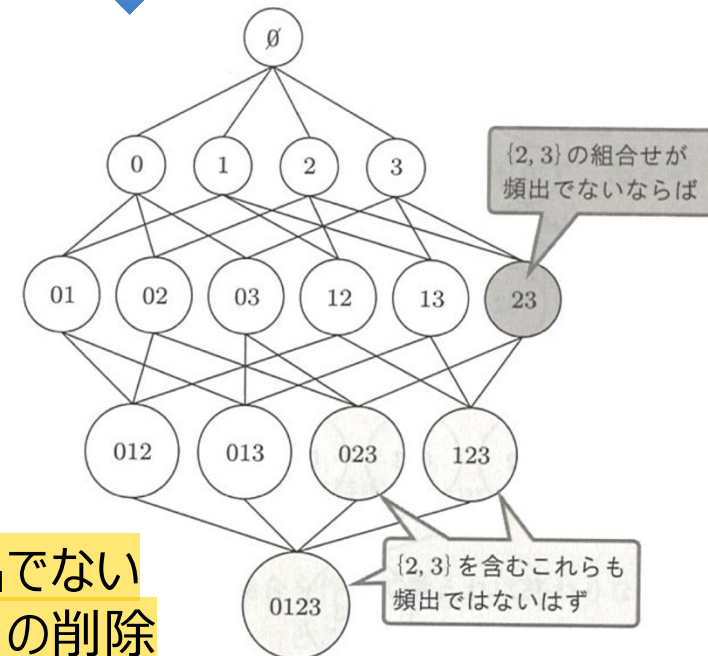 ∅
0 1 2 3
{2, 3} の組合せが
頻出でないならば
01 02 03 12 13 23
012 013 023 123
でない
の削除
{2, 3} を含むこれらも
頻出ではないはず
0123